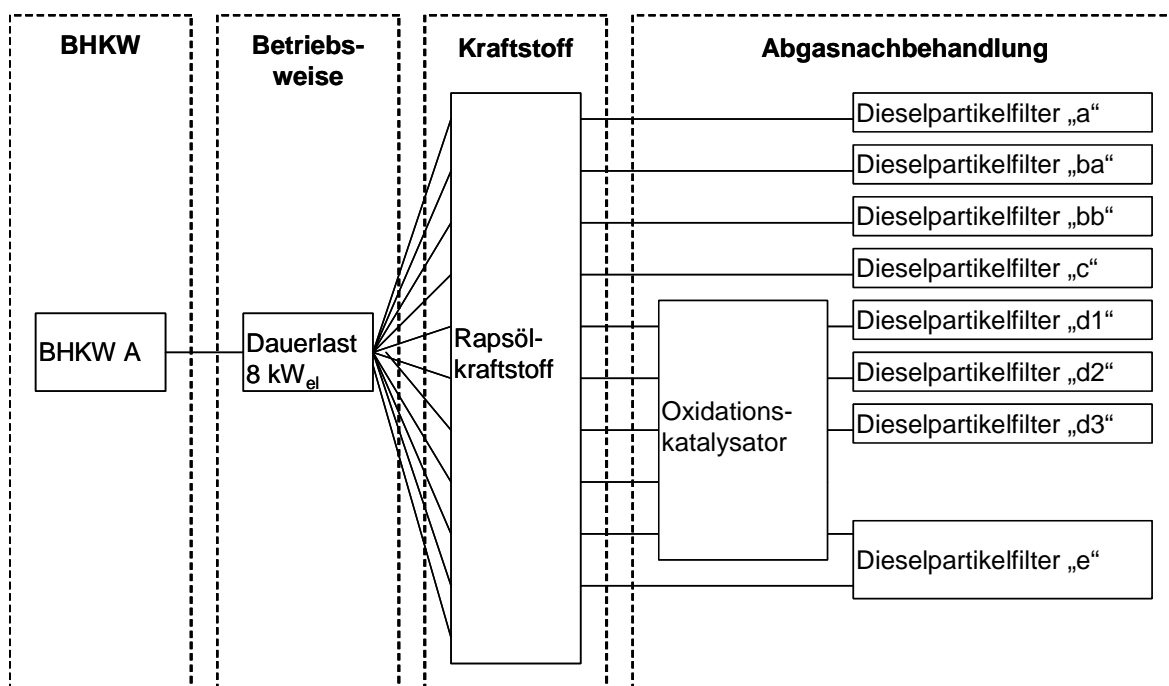 BHKW
Betriebs-
weise
Kraftstoff
Abgasnachbehandlung
BHKW A
Dauerlast
8 kWel
Rapsöl-
kraftstoff
Oxidations-
katalysator
Dieselpartikelfilter „a“
Dieselpartikelfilter „ba“
Dieselpartikelfilter „bb“
Dieselpartikelfilter „c“
Dieselpartikelfilter „d1“
Dieselpartikelfilter „d2“
Dieselpartikelfilter „d3“
Dieselpartikelfilter „e“